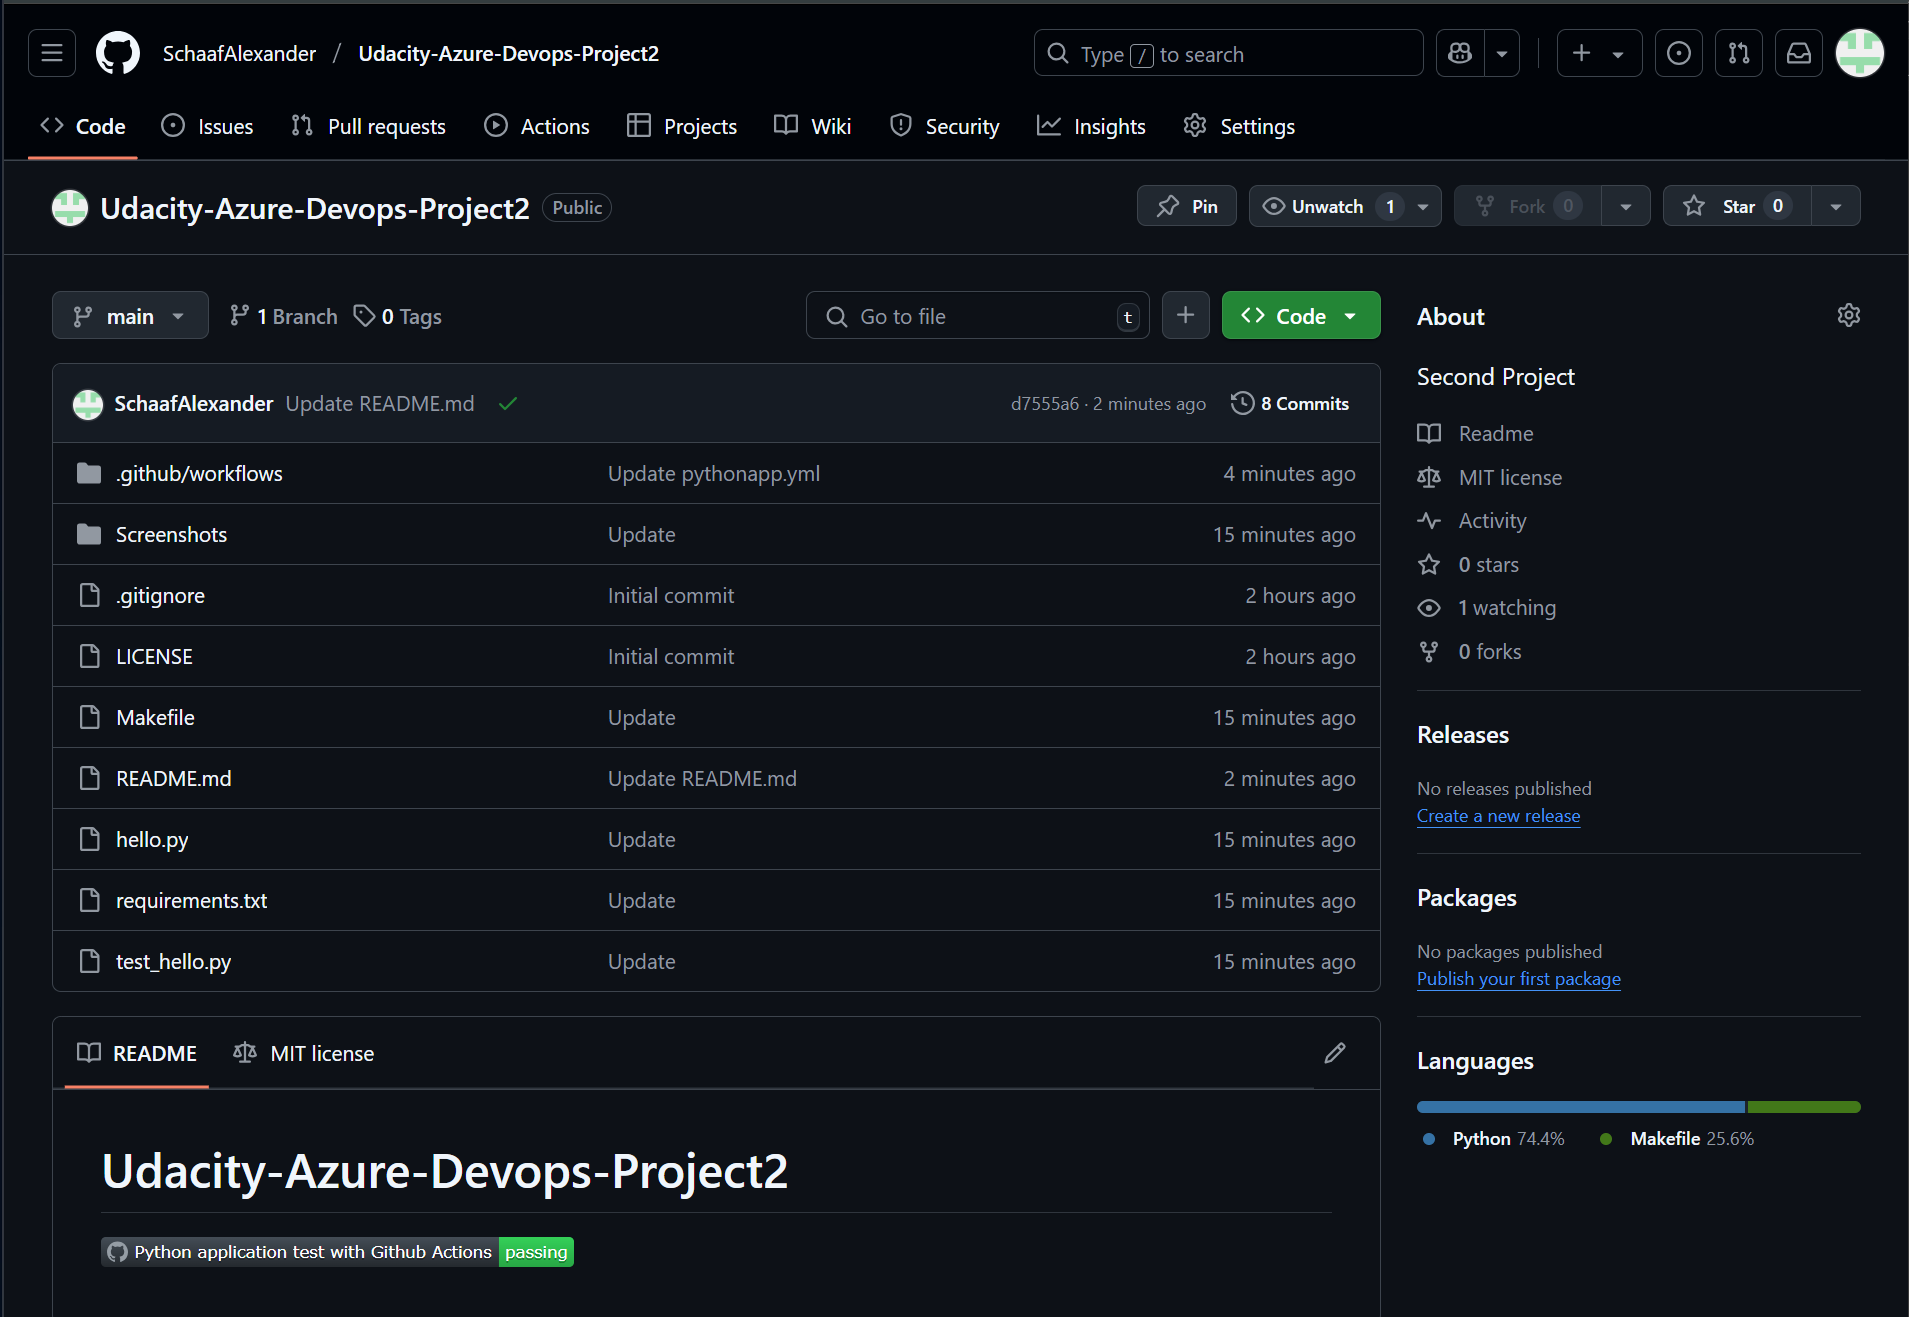 SchaafAlexander / Udacity-Azure-Devops-Project2
Type / to search
Code Issues Pull requests Actions Projects Wiki Security Insights Settings
Udacity-Azure-Devops-Project2 Public
Pin Unwatch 1 Fork 0 Star 0
main 1 Branch 0 Tags Go to file t + Code
SchaafAlexander Update README.md d7555a6 · 2 minutes ago 8 Commits
.github/workflows Update pythonapp.yml 4 minutes ago
Screenshots Update 15 minutes ago
.gitignore Initial commit 2 hours ago
LICENSE Initial commit 2 hours ago
Makefile Update 15 minutes ago
README.md Update README.md 2 minutes ago
hello.py Update 15 minutes ago
requirements.txt Update 15 minutes ago
test_hello.py Update 15 minutes ago
README MIT license
Udacity-Azure-Devops-Project2
Python application test with Github Actions passing
About
Second Project
Readme
MIT license
Activity
0 stars
1 watching
0 forks
Releases
No releases published
Create a new release
Packages
No packages published
Publish your first package
Languages
Python 74.4% Makefile 25.6%